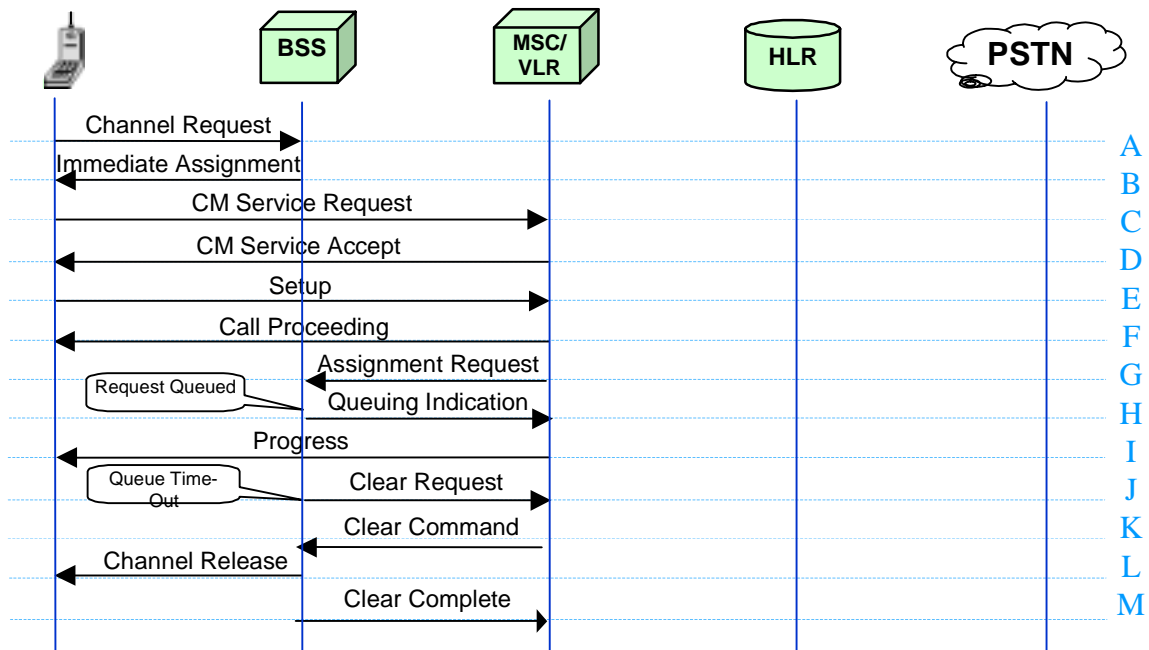 BSS
MSC/
VLR
HLR
PSTN
Channel Request
A
Immediate Assignment
B
CM Service Request
C
CM Service Accept
D
Setup
E
Call Proceeding
F
Assignment Request
G
Request Queued
Queuing Indication
H
Progress
I
Queue Time-
Out
Clear Request
J
Clear Command
K
Channel Release
L
Clear Complete
M